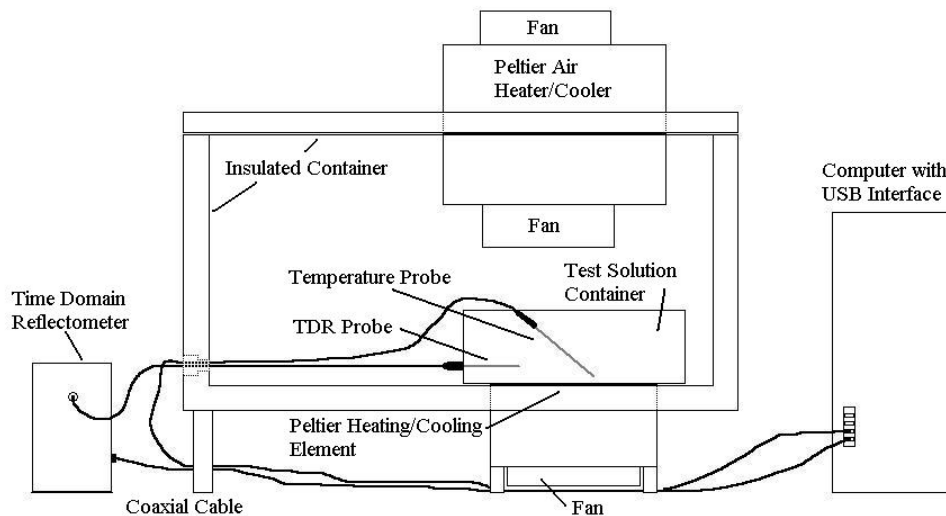 Fan
Peltier Air
Heater/Cooler
Insulated Container
Computer with
USB Interface
Fan
Temperature Probe
Test Solution
Container
Time Domain
Reflectometer
TDR Probe
Peltier Heating/Cooling
Element
Coaxial Cable
Fan